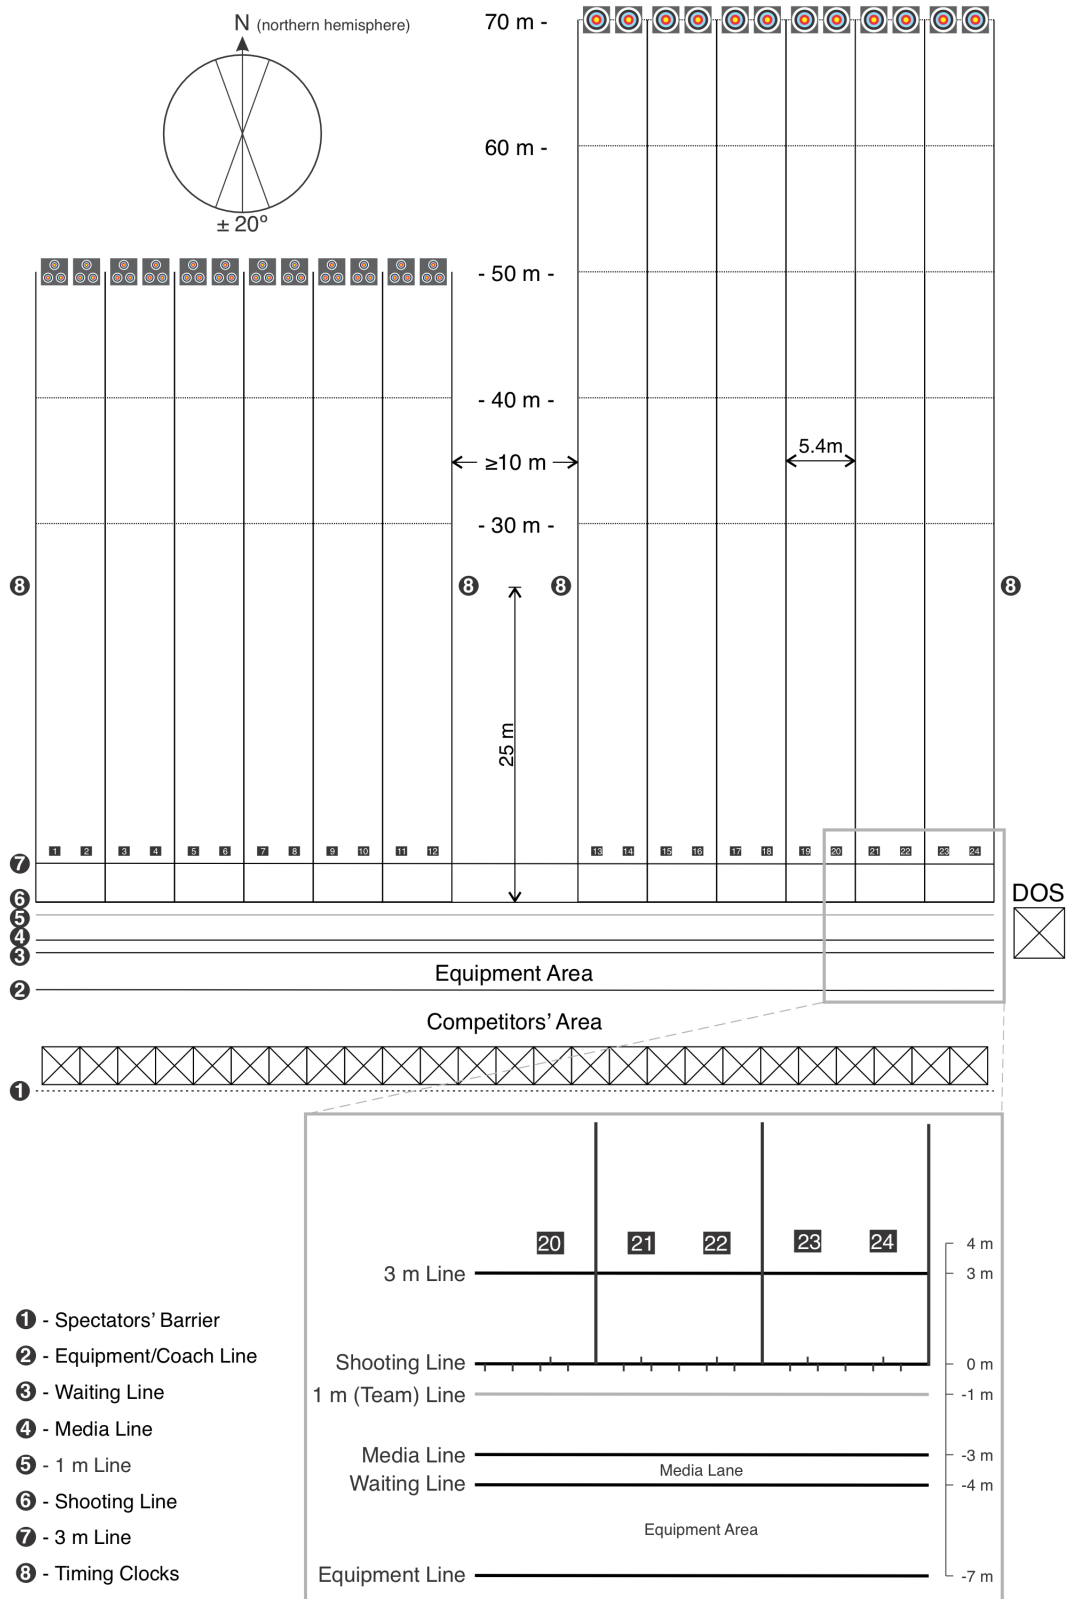 N (northern hemisphere)
± 20º
70 m -
60 m -
- 50 m -
- 40 m -
≥10 m
5.4m
- 30 m -
8 8 8 8
25 m
1 2 3 4 5 6 7 8 9 10 11 12 13 14 15 16 17 18 19 20 21 22 23 24
7
6
DOS
5
4
3
Equipment Area
2
Competitors' Area
1
20 21 22 23 24
4 m
3 m Line
3 m
Shooting Line
0 m
1 m (Team) Line
-1 m
Media Line
-3 m
Media Lane
Waiting Line
-4 m
Equipment Area
Equipment Line
-7 m
1 - Spectators' Barrier
2 - Equipment/Coach Line
3 - Waiting Line
4 - Media Line
5 - 1 m Line
6 - Shooting Line
7 - 3 m Line
8 - Timing Clocks